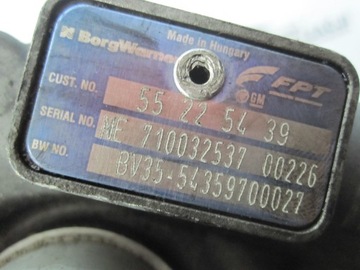 BorgWarne Made in Hungary
FPT
GM
CUST. NO. 55 22 54 39
SERIAL NO. ME 710032537 00226
BW NO. BV35-54359700027